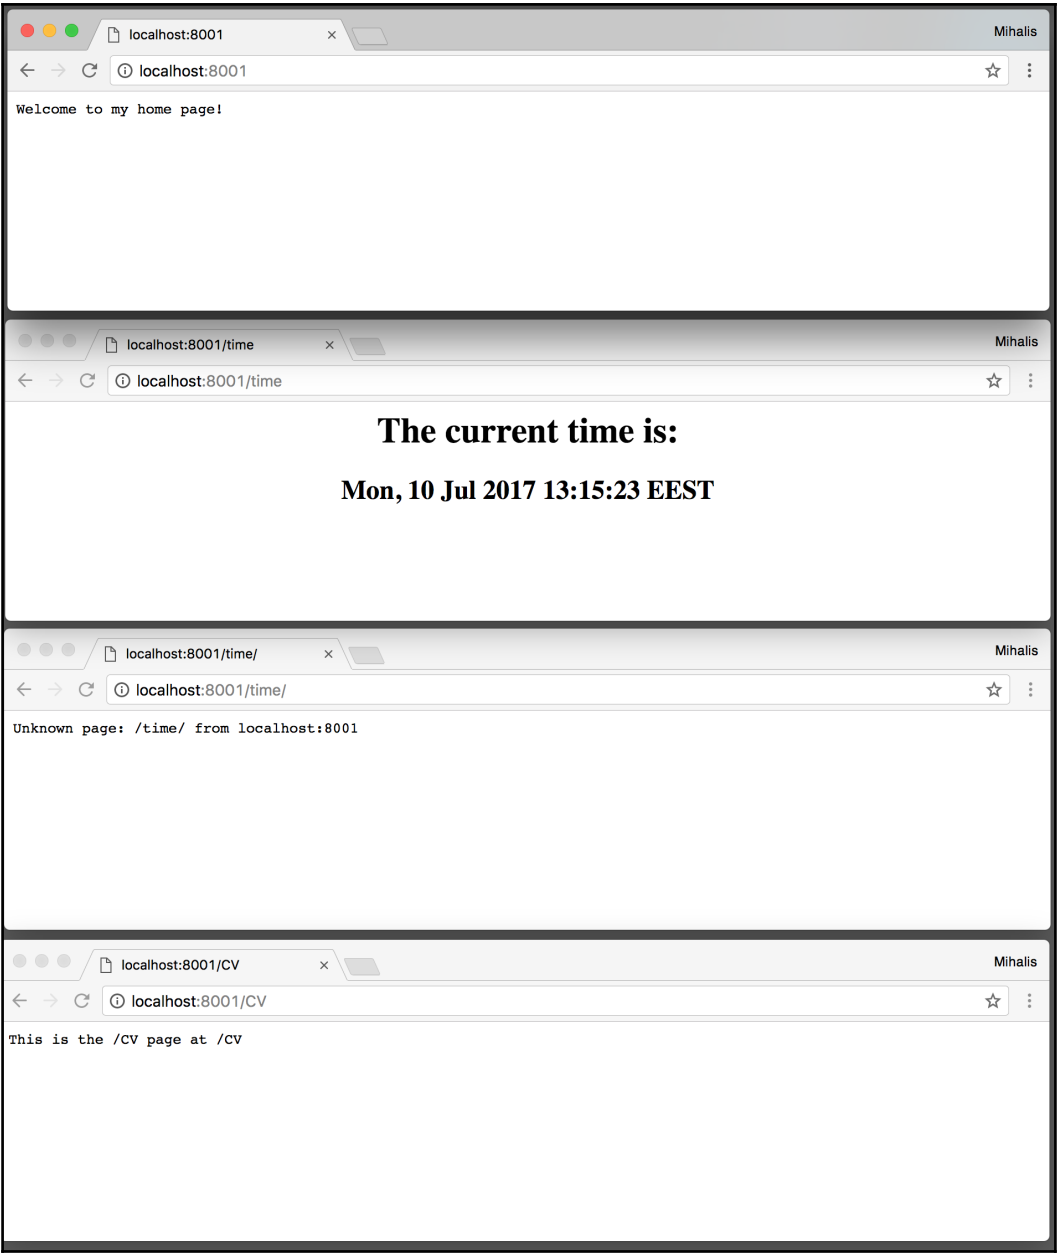 localhost:8001
Mihalis
localhost:8001
Welcome to my home page!
localhost:8001/time
Mihalis
localhost:8001/time
The current time is:
Mon, 10 Jul 2017 13:15:23 EEST
localhost:8001/time/
Mihalis
localhost:8001/time/
Unknown page: /time/ from localhost:8001
localhost:8001/CV
Mihalis
localhost:8001/CV
This is the /CV page at /CV